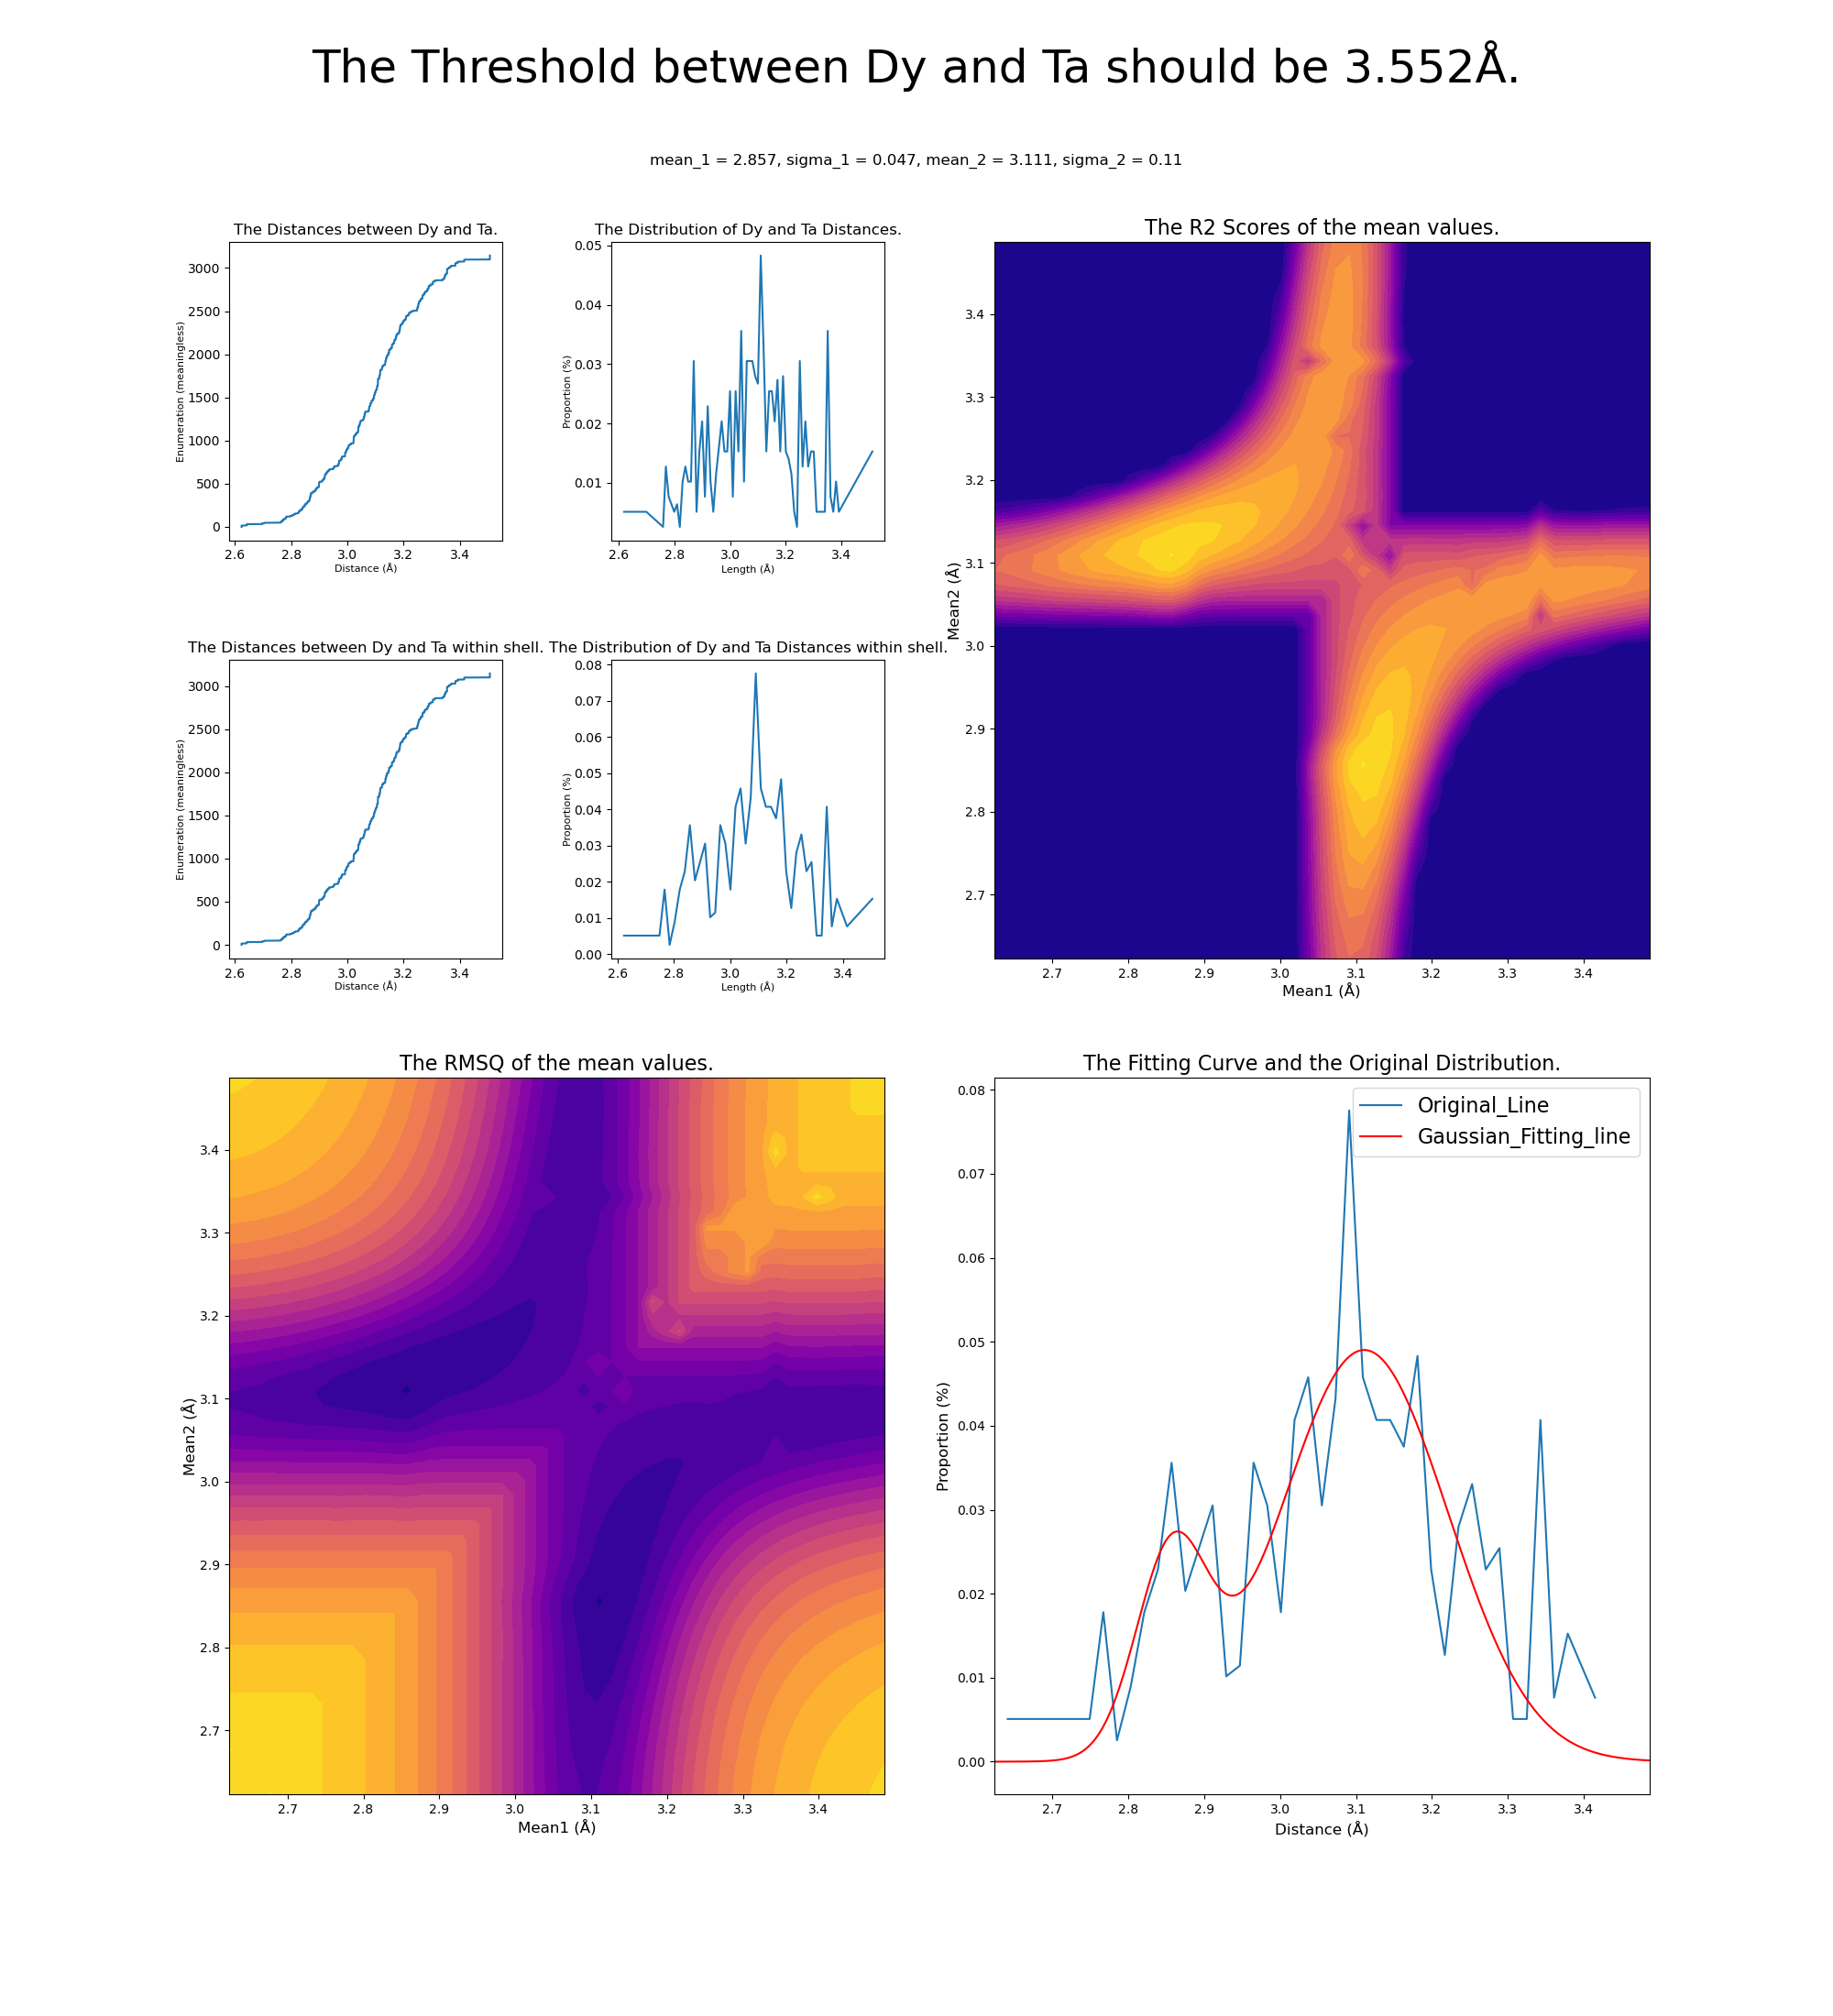 The Threshold between Dy and Ta should be 3.552Å.
mean_1 = 2.857, sigma_1 = 0.047, mean_2 = 3.111, sigma_2 = 0.11
The Distances between Dy and Ta.
Enumeration (meaningless)
3000
2500
2000
1500
1000
500
0
2.6 2.8 3.0 3.2 3.4
Distance (Å)
The Distribution of Dy and Ta Distances.
Proportion (%)
0.05
0.04
0.03
0.02
0.01
2.6 2.8 3.0 3.2 3.4
Length (Å)
The R2 Scores of the mean values.
Mean2 (Å)
3.4
3.3
3.2
3.1
3.0
2.9
2.8
2.7
2.7 2.8 2.9 3.0 3.1 3.2 3.3 3.4
Mean1 (Å)
The Distances between Dy and Ta within shell.
Enumeration (meaningless)
3000
2500
2000
1500
1000
500
0
2.6 2.8 3.0 3.2 3.4
Distance (Å)
The Distribution of Dy and Ta Distances within shell.
Proportion (%)
0.08
0.07
0.06
0.05
0.04
0.03
0.02
0.01
0.00
2.6 2.8 3.0 3.2 3.4
Length (Å)
The RMSQ of the mean values.
Mean2 (Å)
3.4
3.3
3.2
3.1
3.0
2.9
2.8
2.7
2.7 2.8 2.9 3.0 3.1 3.2 3.3 3.4
Mean1 (Å)
The Fitting Curve and the Original Distribution.
Original_Line
Gaussian_Fitting_line
Proportion (%)
0.08
0.07
0.06
0.05
0.04
0.03
0.02
0.01
0.00
2.7 2.8 2.9 3.0 3.1 3.2 3.3 3.4
Distance (Å)